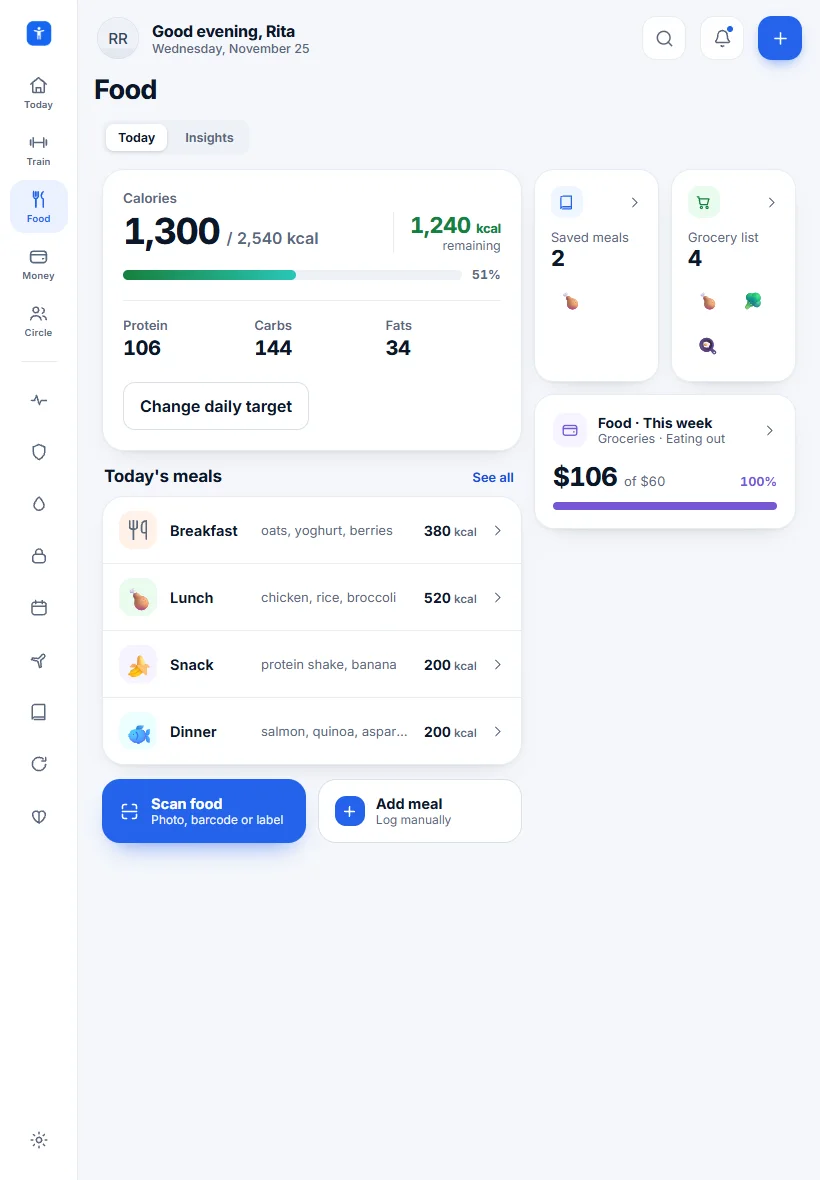 RR
Good evening, Rita
Wednesday, November 25
Food
Today
Train
Food
Money
Circle
Today
Insights
Calories
1,300 / 2,540 kcal
1,240 kcal
remaining
51%
Protein
106
Carbs
144
Fats
34
Change daily target
Saved meals
2
Grocery list
4
Food · This week
Groceries · Eating out
$106 of $60
100%
Today's meals
See all
Breakfast oats, yoghurt, berries 380 kcal
Lunch chicken, rice, broccoli 520 kcal
Snack protein shake, banana 200 kcal
Dinner salmon, quinoa, aspar... 200 kcal
Scan food
Photo, barcode or label
Add meal
Log manually